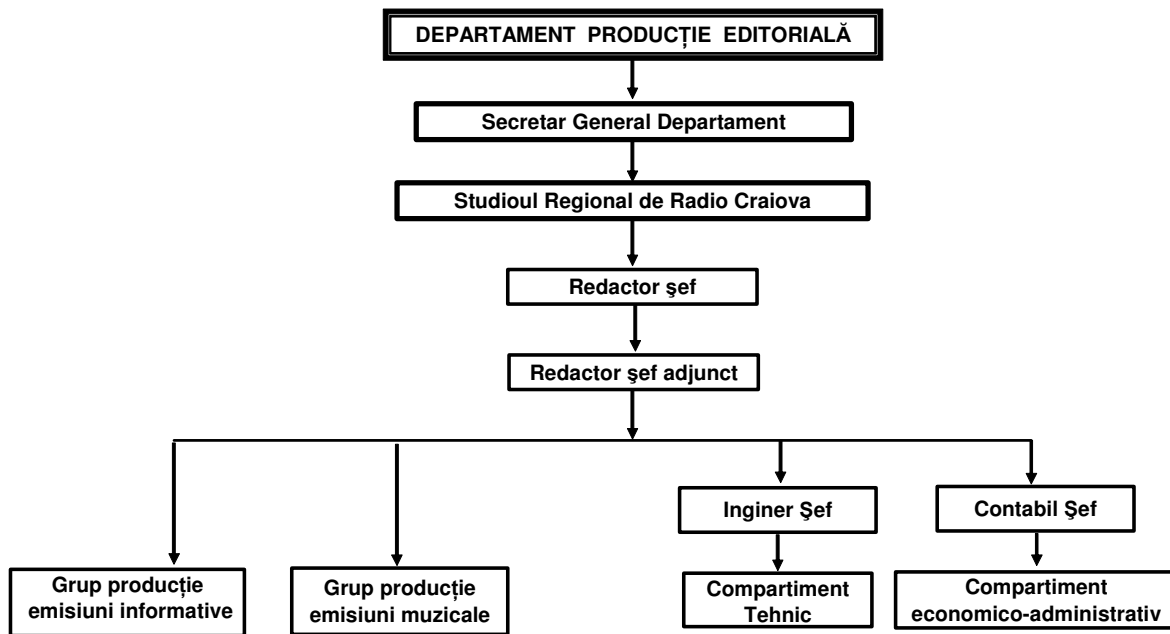 DEPARTAMENT PRODUCȚIE EDITORIALĂ
Secretar General Departament
Studioul Regional de Radio Craiova
Redactor şef
Redactor şef adjunct
Inginer Şef
Contabil Şef
Grup producție
emisiuni informative
Grup producție
emisiuni muzicale
Compartiment
Tehnic
Compartiment
economico-administrativ